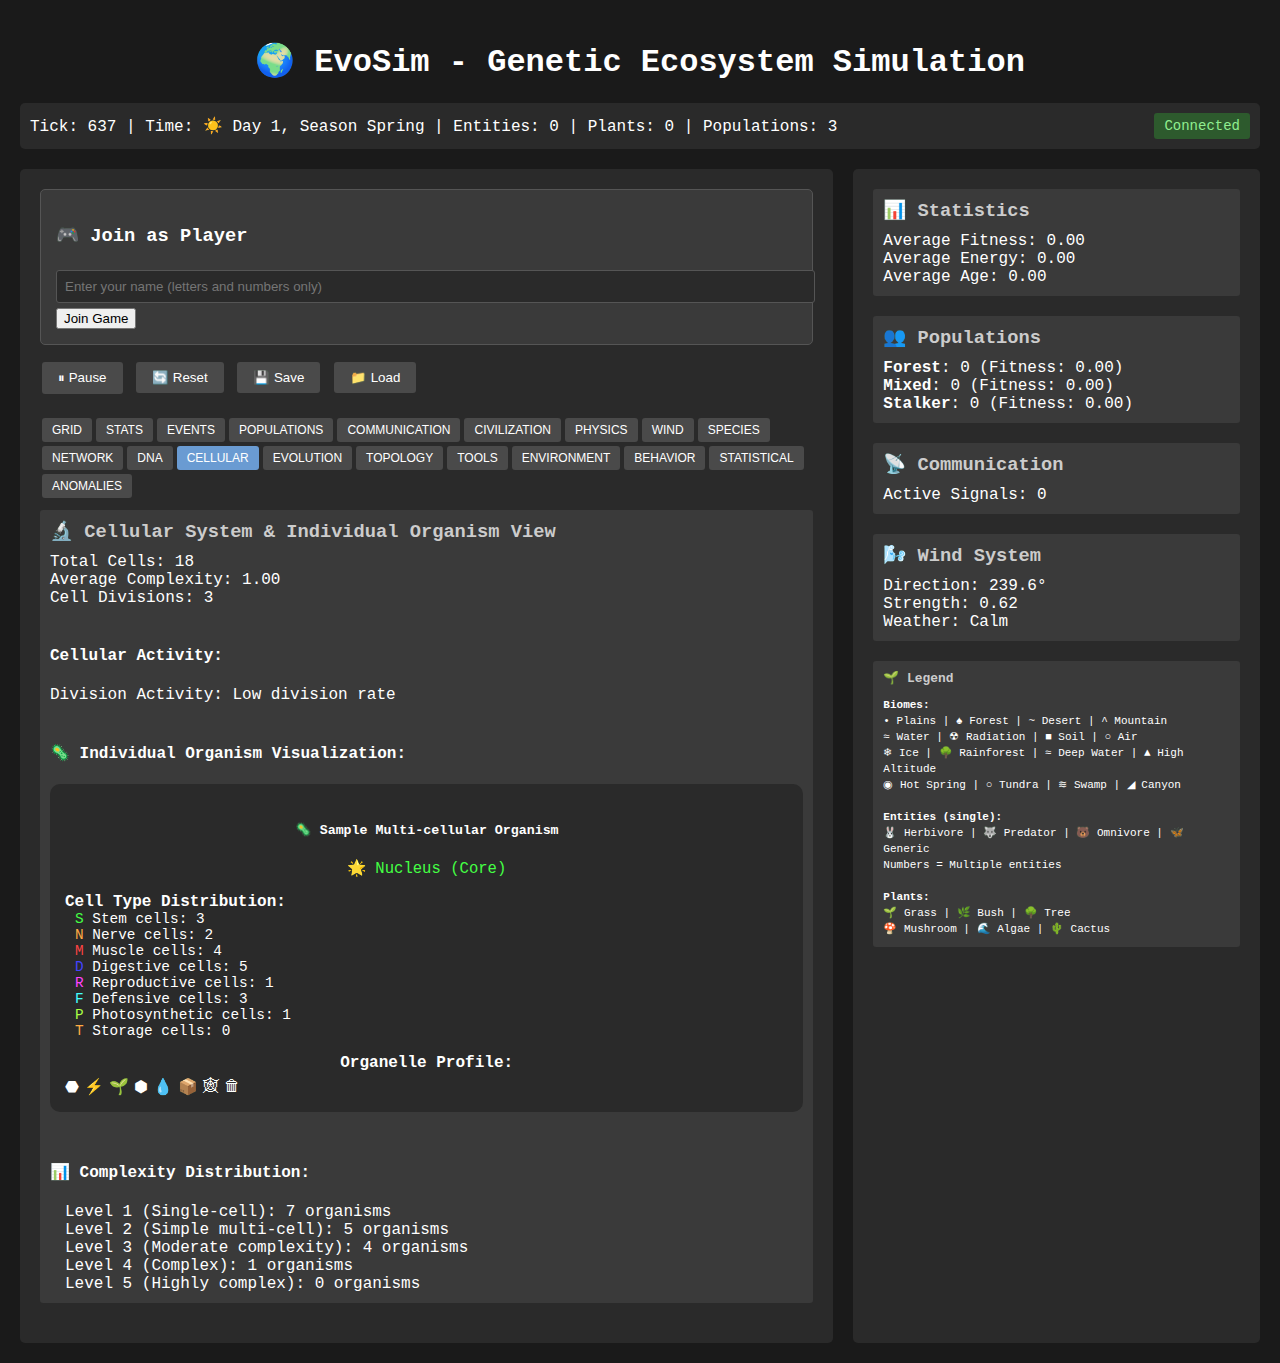 🌍 EvoSim - Genetic Ecosystem Simulation
Tick: 637 | Time: ☀️ Day 1, Season Spring | Entities: 0 | Plants: 0 | Populations: 3
Connected
🎮 Join as Player
Enter your name (letters and numbers only)
Join Game
⏸ Pause
🔄 Reset
💾 Save
📁 Load
GRID STATS EVENTS POPULATIONS COMMUNICATION CIVILIZATION PHYSICS WIND SPECIES
NETWORK DNA CELLULAR EVOLUTION TOPOLOGY TOOLS ENVIRONMENT BEHAVIOR STATISTICAL
ANOMALIES
🔬 Cellular System & Individual Organism View
Total Cells: 18
Average Complexity: 1.00
Cell Divisions: 3
Cellular Activity:
Division Activity: Low division rate
🦠 Individual Organism Visualization:
🦠 Sample Multi-cellular Organism
🌟 Nucleus (Core)
Cell Type Distribution:
S Stem cells: 3
N Nerve cells: 2
M Muscle cells: 4
D Digestive cells: 5
R Reproductive cells: 1
F Defensive cells: 3
P Photosynthetic cells: 1
T Storage cells: 0
Organelle Profile:
⬣ ⚡ 🌱 ⬢ 💧 📦 🕸 🗑
📊 Complexity Distribution:
Level 1 (Single-cell): 7 organisms
Level 2 (Simple multi-cell): 5 organisms
Level 3 (Moderate complexity): 4 organisms
Level 4 (Complex): 1 organisms
Level 5 (Highly complex): 0 organisms
📊 Statistics
Average Fitness: 0.00
Average Energy: 0.00
Average Age: 0.00
👥 Populations
Forest: 0 (Fitness: 0.00)
Mixed: 0 (Fitness: 0.00)
Stalker: 0 (Fitness: 0.00)
📡 Communication
Active Signals: 0
🌬️ Wind System
Direction: 239.6°
Strength: 0.62
Weather: Calm
🌱 Legend
Biomes:
• Plains | ♠ Forest | ~ Desert | ^ Mountain
≈ Water | ☢ Radiation | ■ Soil | ○ Air
❄ Ice | 🌳 Rainforest | ≈ Deep Water | ▲ High
Altitude
◉ Hot Spring | ○ Tundra | ≋ Swamp | ◢ Canyon
Entities (single):
🐰 Herbivore | 🐺 Predator | 🐻 Omnivore | 🦋
Generic
Numbers = Multiple entities
Plants:
🌱 Grass | 🌿 Bush | 🌳 Tree
🍄 Mushroom | 🌊 Algae | 🌵 Cactus